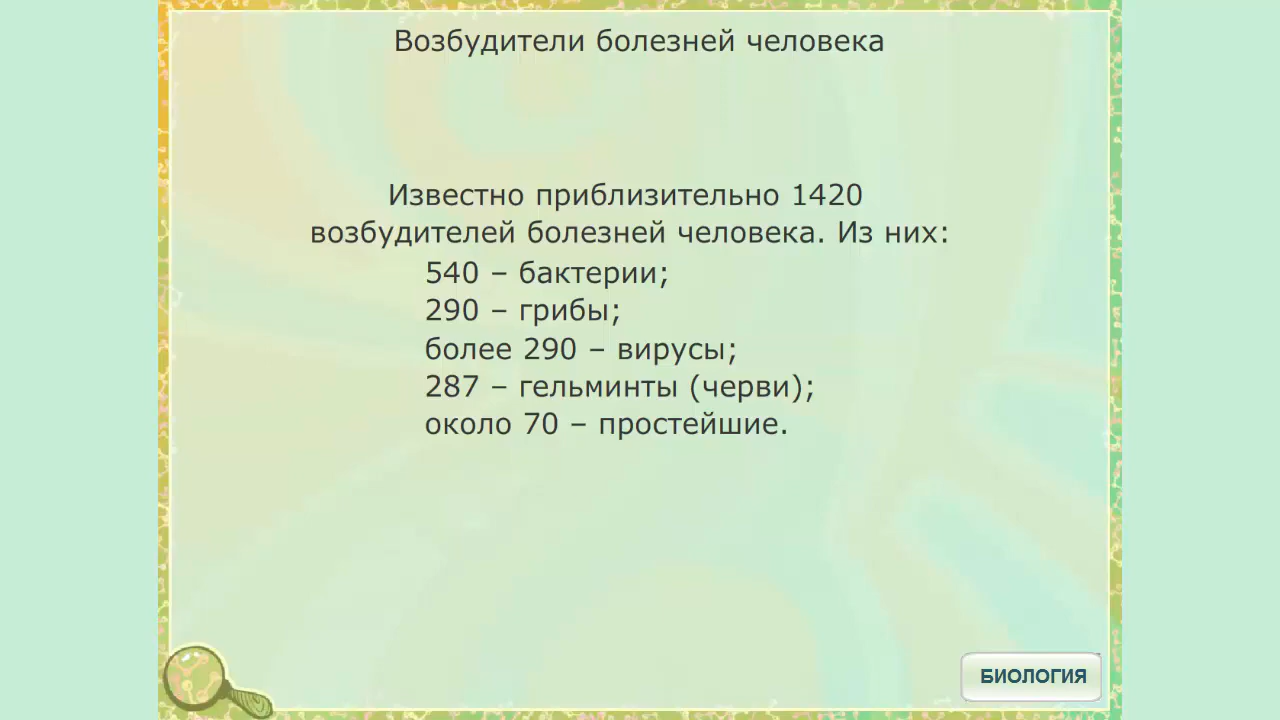 Возбудители болезней человека
Известно приблизительно 1420
возбудителей болезней человека. Из них:
540 – бактерии;
290 – грибы;
более 290 – вирусы;
287 – гельминты (черви);
около 70 – простейшие.
БИОЛОГИЯ